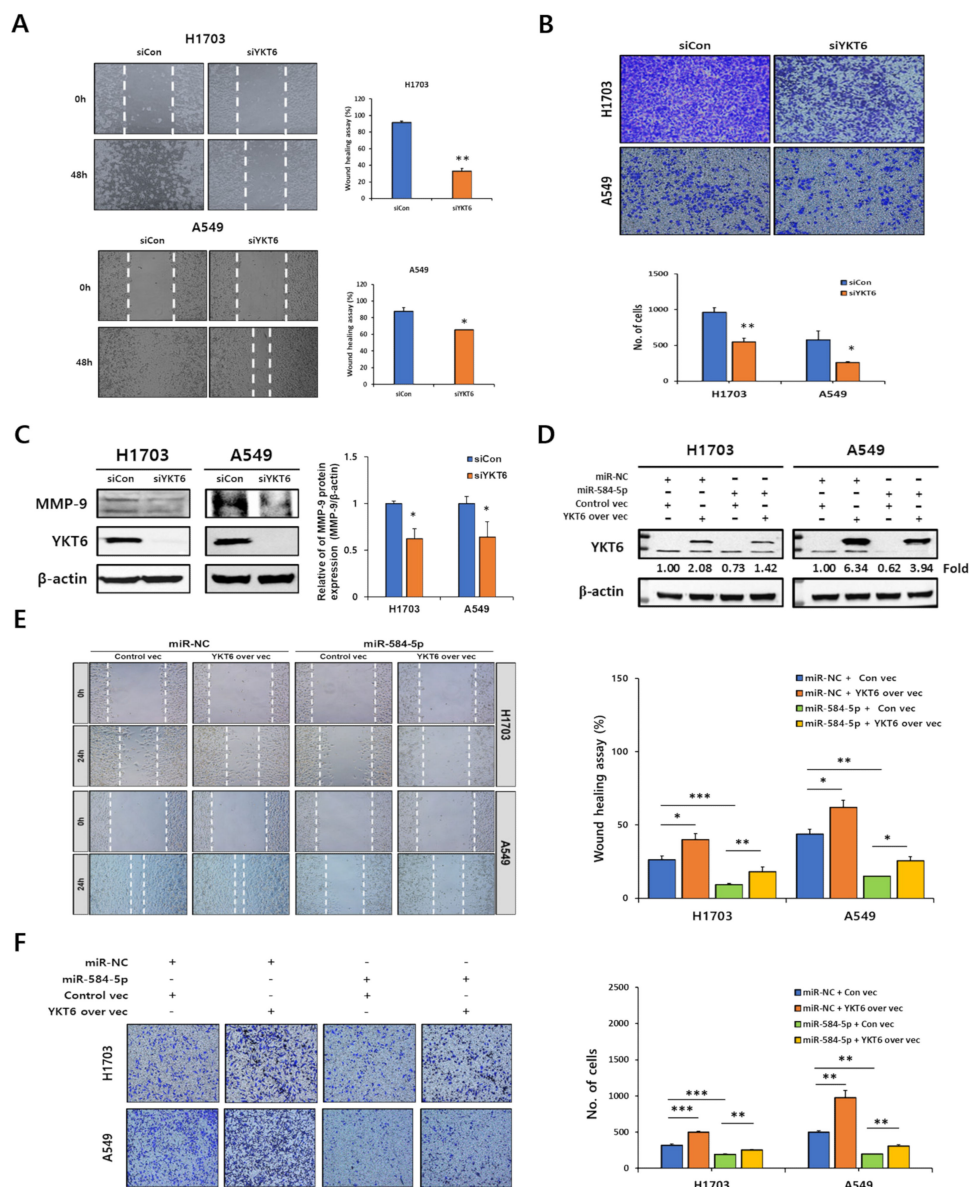 A
H1703
siCon siYKT6
0h
48h
H1703
Wound healing assay (%)
120
100
80
60
40
20
0
**
siCon siYKT6
A549
siCon siYKT6
0h
48h
A549
Wound healing assay (%)
120
100
80
60
40
20
0
*
siCon siYKT6
B
siCon siYKT6
H1703
A549
No. of cells
1500
1000
500
0
siCon
siYKT6
**
*
H1703 A549
C
H1703 A549
siCon siYKT6 siCon siYKT6
MMP-9
YKT6
β-actin
Relative of of MMP-9 protein
expression (MMP-9/β-actin)
1.5
1
0.5
0
siCon
siYKT6
* *
H1703 A549
D
H1703 A549
miR-NC + + - - + + - -
miR-584-5p - - + + - - + +
Control vec + - + - + - + -
YKT6 over vec - + - + - + - +
YKT6
1.00 2.08 0.73 1.42 1.00 6.34 0.62 3.94 Fold
β-actin
E
miR-NC miR-584-5p
Control vec YKT6 over vec Control vec YKT6 over vec
0h
24h
H1703
0h
24h
A549
Wound healing assay (%)
150
100
50
0
miR-NC + Con vec
miR-NC + YKT6 over vec
miR-584-5p + Con vec
miR-584-5p + YKT6 over vec
***
*
**
**
*
*
H1703 A549
F
miR-NC + + - -
miR-584-5p - - + +
Control vec + - + -
YKT6 over vec - + - +
H1703
A549
No. of cells
2500
2000
1500
1000
500
0
miR-NC + Con vec
miR-NC + YKT6 over vec
miR-584-5p + Con vec
miR-584-5p + YKT6 over vec
***
***
**
**
**
**
H1703 A549